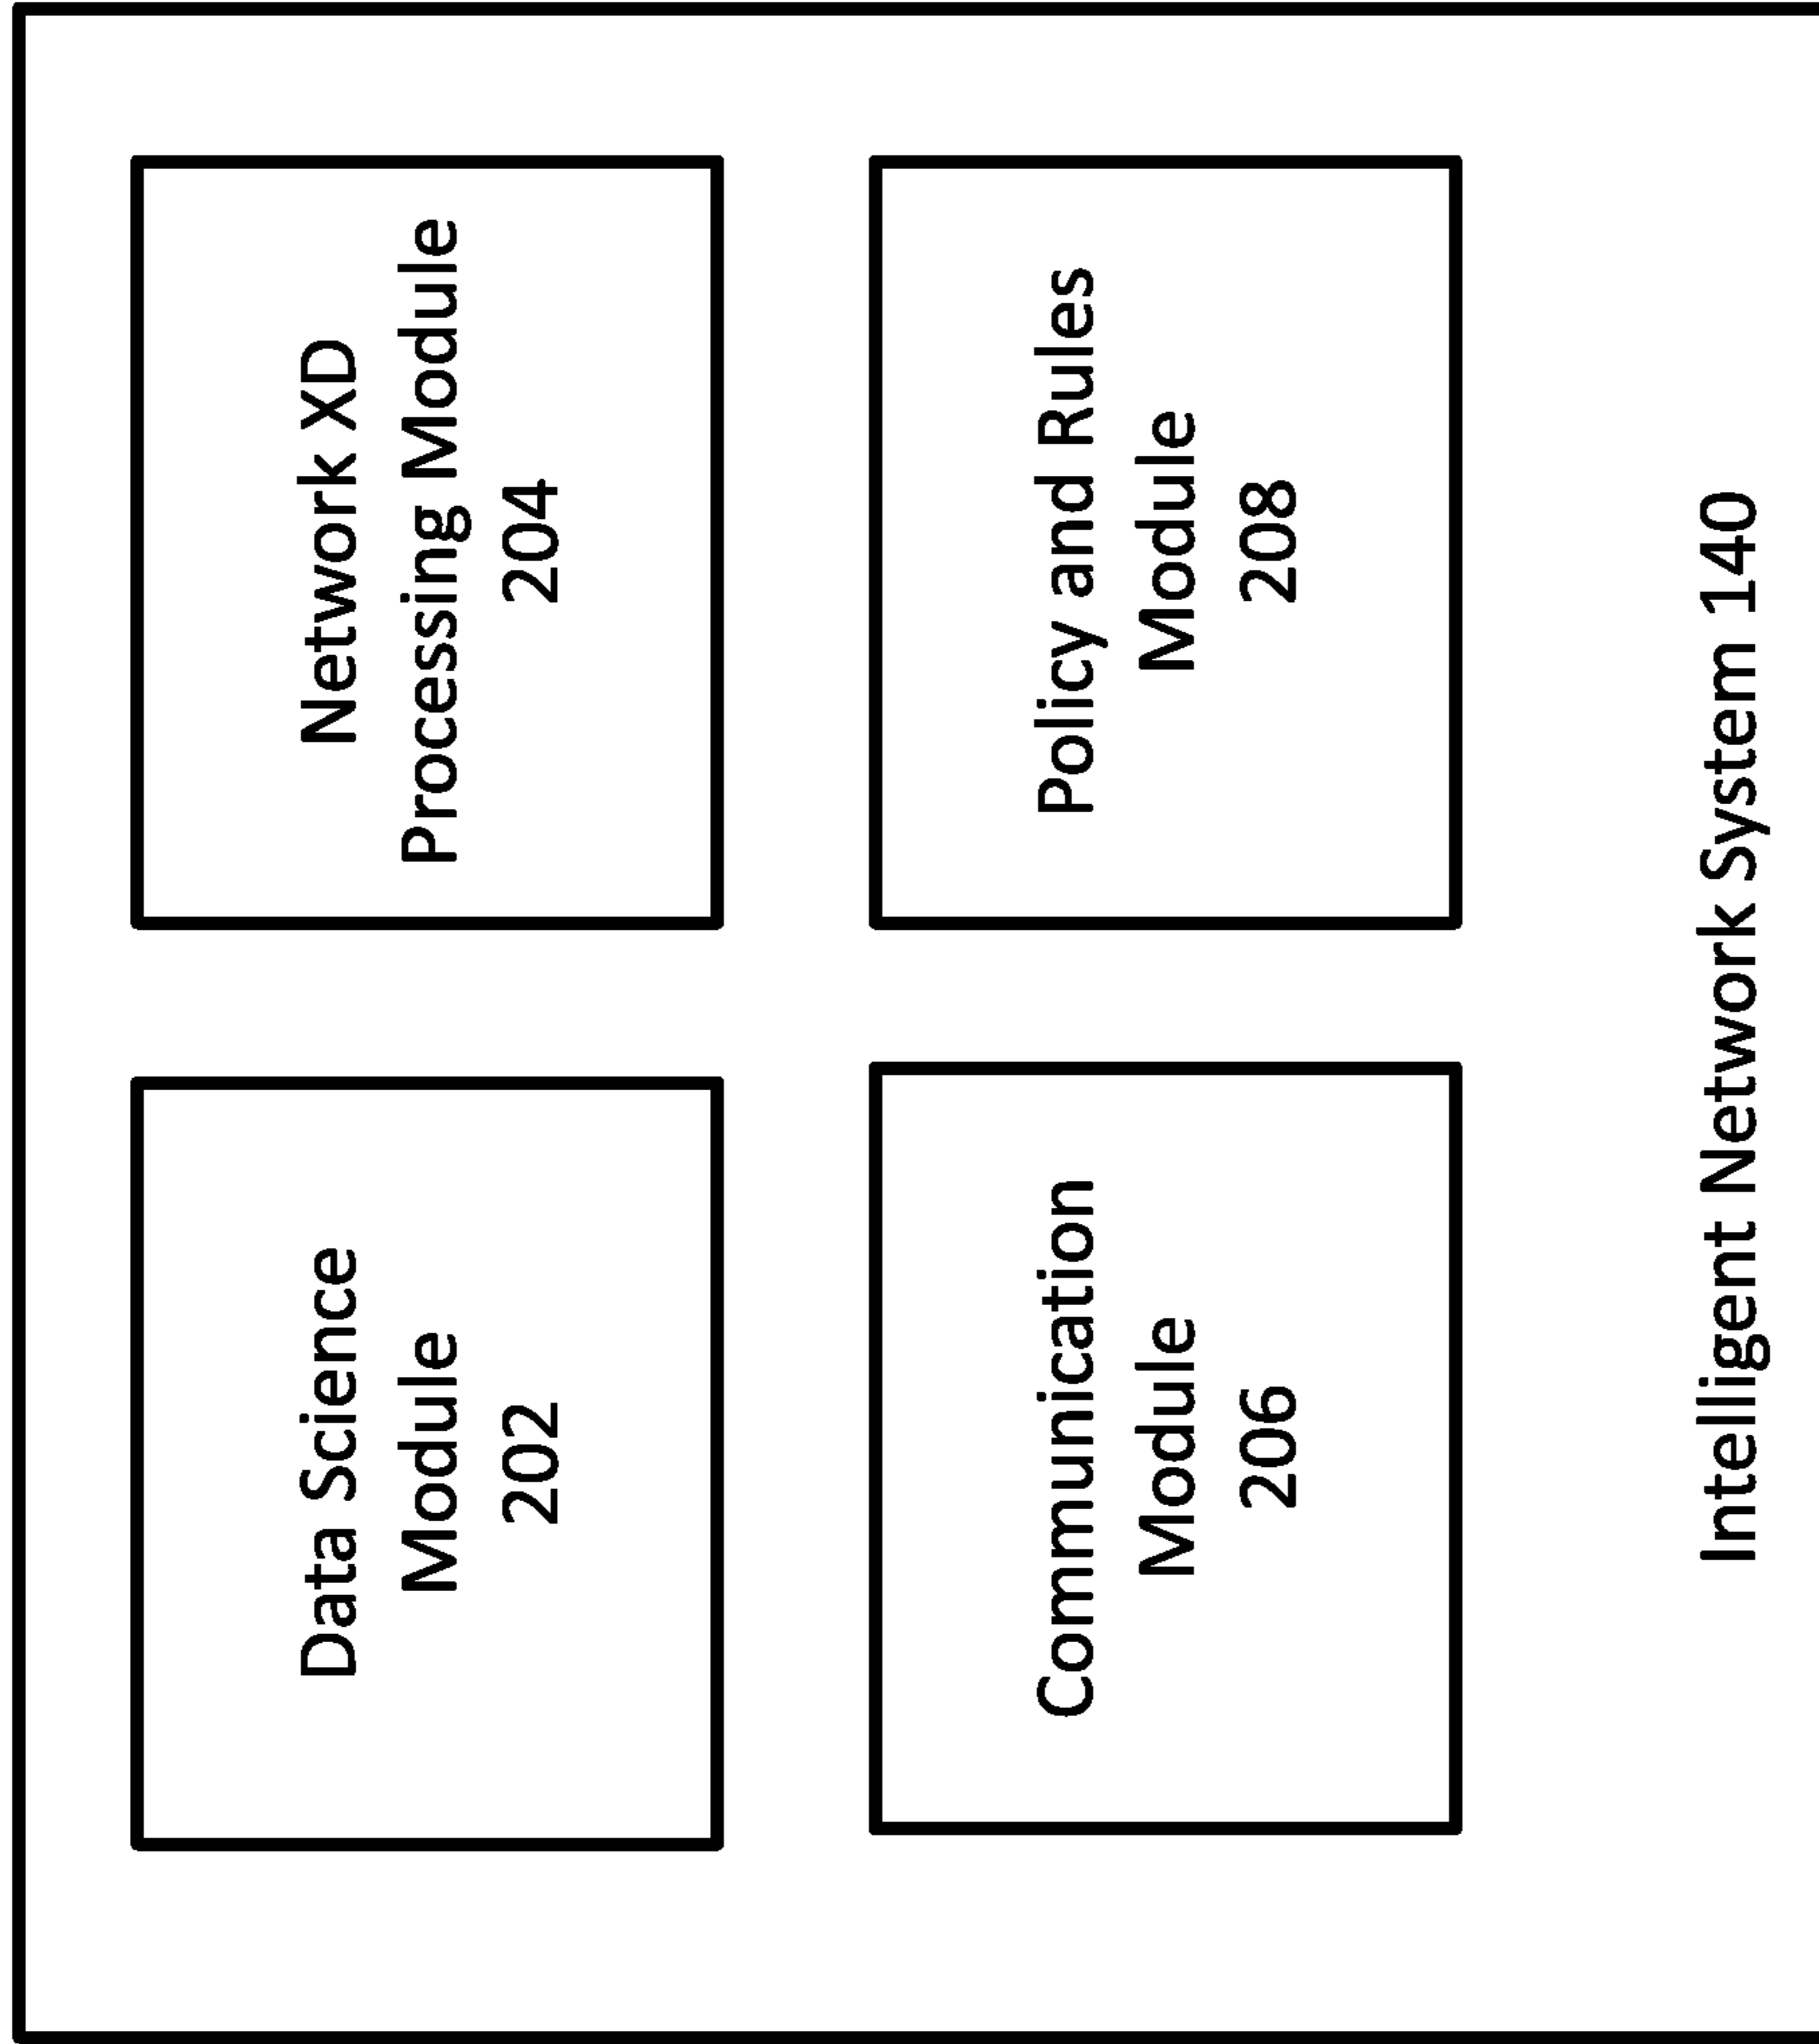 Data Science
Module
202
Network XD
Processing Module
204
Communication
Module
206
Policy and Rules
Module
208
Intelligent Network System 140